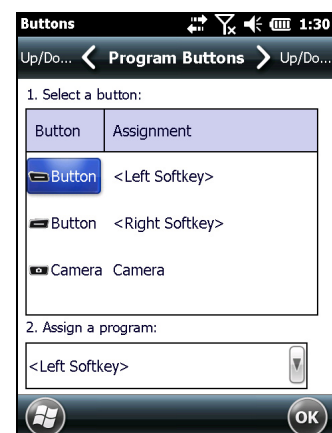 Buttons 1:30
Up/Do... Program Buttons Up/Do...
1. Select a button:
Button Assignment
Button <Left Softkey>
Button <Right Softkey>
Camera Camera
2. Assign a program:
<Left Softkey>
OK